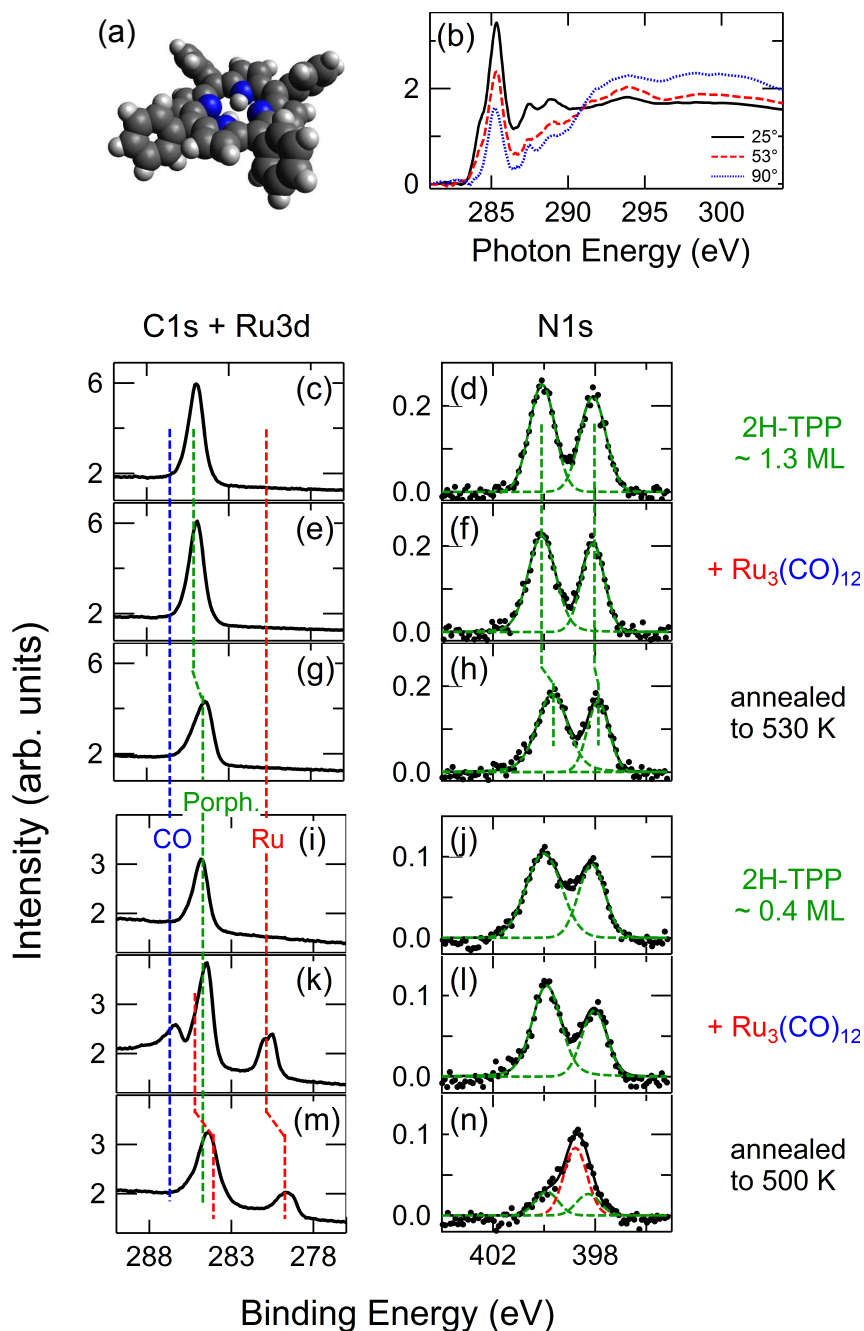 (a)
(b)
2
0
25°
53°
90°
285 290 295 300
Photon Energy (eV)
C1s + Ru3d
N1s
Intensity (arb. units)
6
2
(c)
0.2
0.0
(d)
2H-TPP
~ 1.3 ML
6
2
(e)
0.2
0.0
(f)
+ Ru3(CO)12
6
2
(g)
0.2
0.0
(h)
annealed
to 530 K
Porph.
CO
Ru
3
2
(i)
0.1
0.0
(j)
2H-TPP
~ 0.4 ML
3
2
(k)
0.1
0.0
(l)
+ Ru3(CO)12
3
2
(m)
0.1
0.0
(n)
annealed
to 500 K
288 283 278
402 398
Binding Energy (eV)